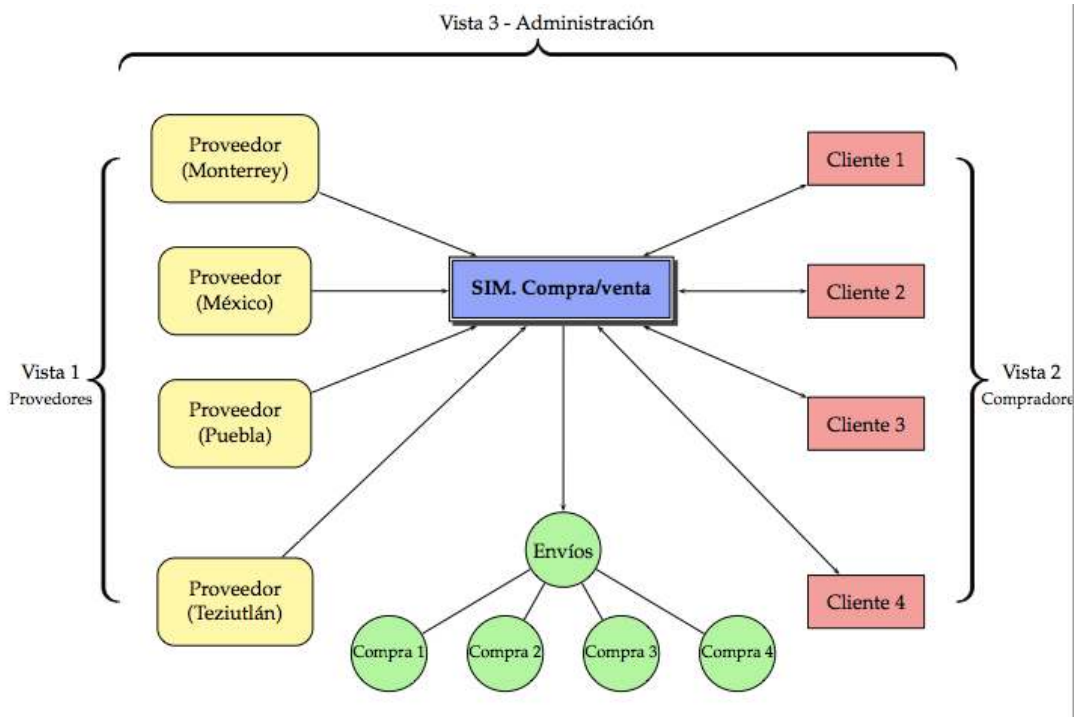 Vista 3 - Administración
Proveedor
(Monterrey)
Cliente 1
Proveedor
(México)
SIM. Compra/venta
Cliente 2
Vista 1
Provedores
Vista 2
Compradore
Proveedor
(Puebla)
Cliente 3
Envíos
Proveedor
(Teziutlán)
Cliente 4
Compra 1
Compra 2
Compra 3
Compra 4